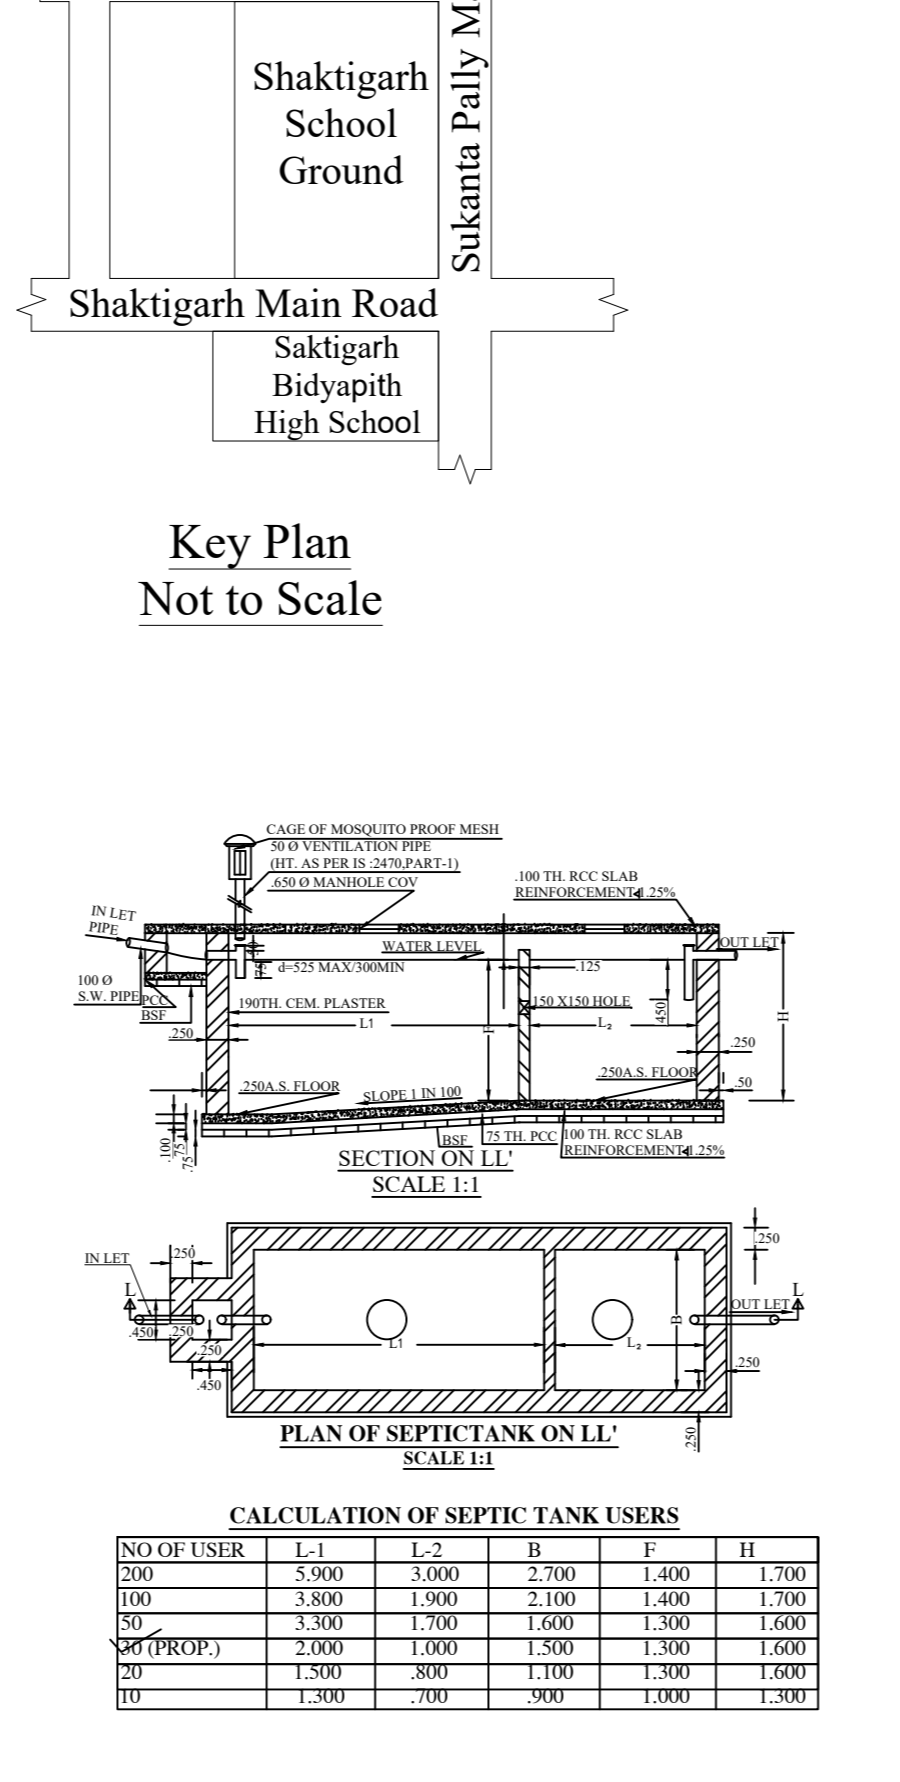 Shaktigarh
School
Ground
Sukanta Pally
Shaktigarh Main Road
Saktigarh
Bidyapith
High School
Key Plan
Not to Scale
CAGE OF MOSQUITO PROOF MESH
50 Ø VENTILATION PIPE
(HT. AS PER IS :2470,PART-1)
.650 Ø MANHOLE COV
.100 TH. RCC SLAB
REINFORCEMENT 1.25%
IN LET
PIPE
WATER LEVEL
OUT LET
d=525 MAX/300MIN
.125
100 Ø
S.W. PIPE
PCC
BSF
190TH. CEM. PLASTER
150 X150 HOLE
.450
L1
F
L2
H
.250
.250
.250A.S. FLOOR
.250A.S. FLOOR
.50
SLOPE 1 IN 100
.100
.75
.75
BSF
75 TH. PCC
100 TH. RCC SLAB
REINFORCEMENT 1.25%
SECTION ON LL'
SCALE 1:1
IN LET
.250
.250
L
L
OUT LET
.450
.250
.250
.450
L1
L2
B
.250
.250
PLAN OF SEPTICTANK ON LL'
SCALE 1:1
CALCULATION OF SEPTIC TANK USERS
NO OF USER L-1 L-2 B F H
200 5.900 3.000 2.700 1.400 1.700
100 3.800 1.900 2.100 1.400 1.700
50 3.300 1.700 1.600 1.300 1.600
30 (PROP.) 2.000 1.000 1.500 1.300 1.600
20 1.500 .800 1.100 1.300 1.600
10 1.300 .700 .900 1.000 1.300